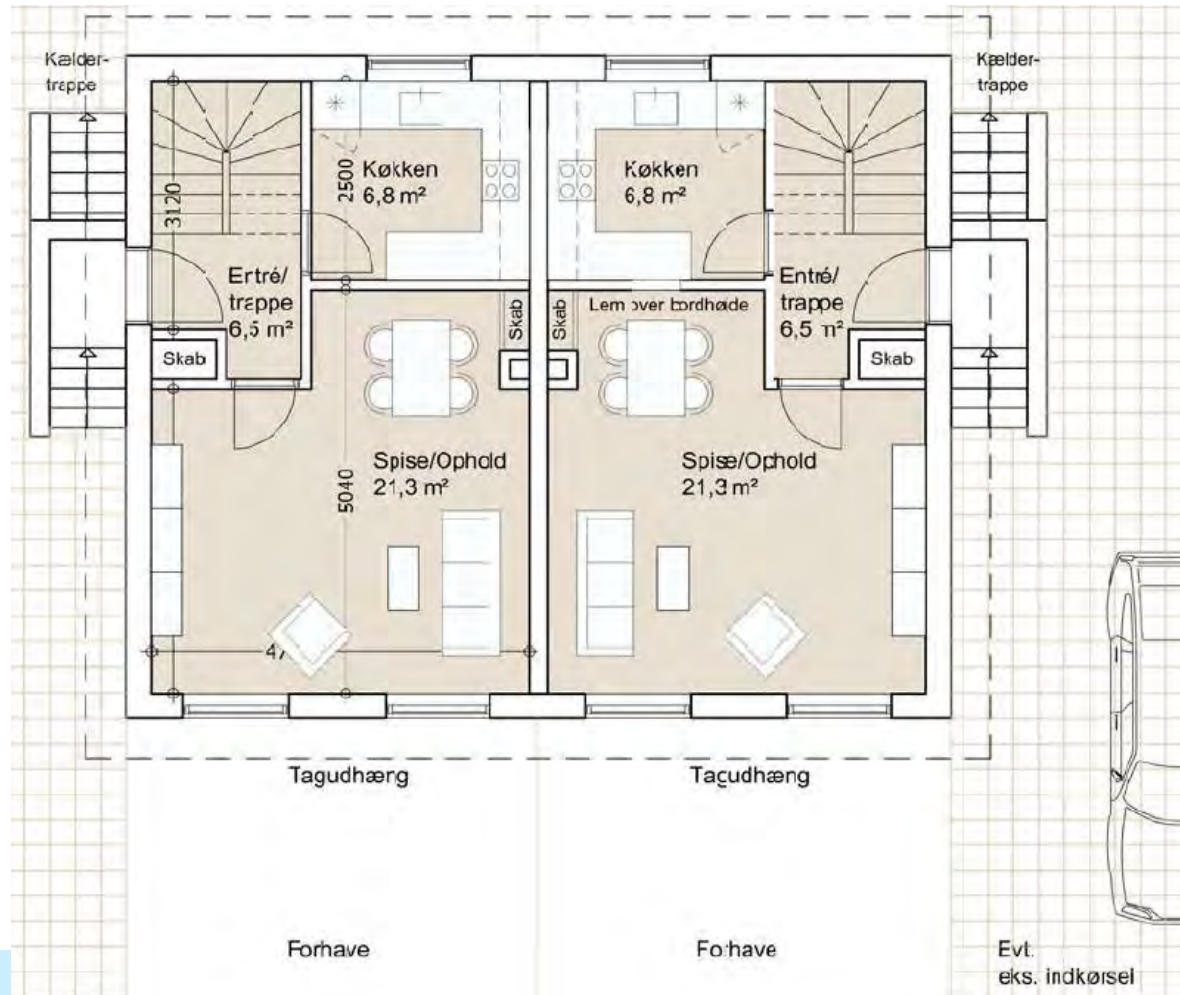 Kælder-
trappe
Kælder-
trappe
Køkken
6,8 m²
Køkken
6,8 m²
2500
3120
Entré/
trappe
6,5 m²
Entré/
trappe
6,5 m²
Skab
Skab
Lem over bordhøjde
Skab
Skab
Spise/Ophold
21,3 m²
Spise/Ophold
21,3 m²
5040
Tagudhæng
Tagudhæng
Forhave
Forhave
Evt.
eks. indkørsel